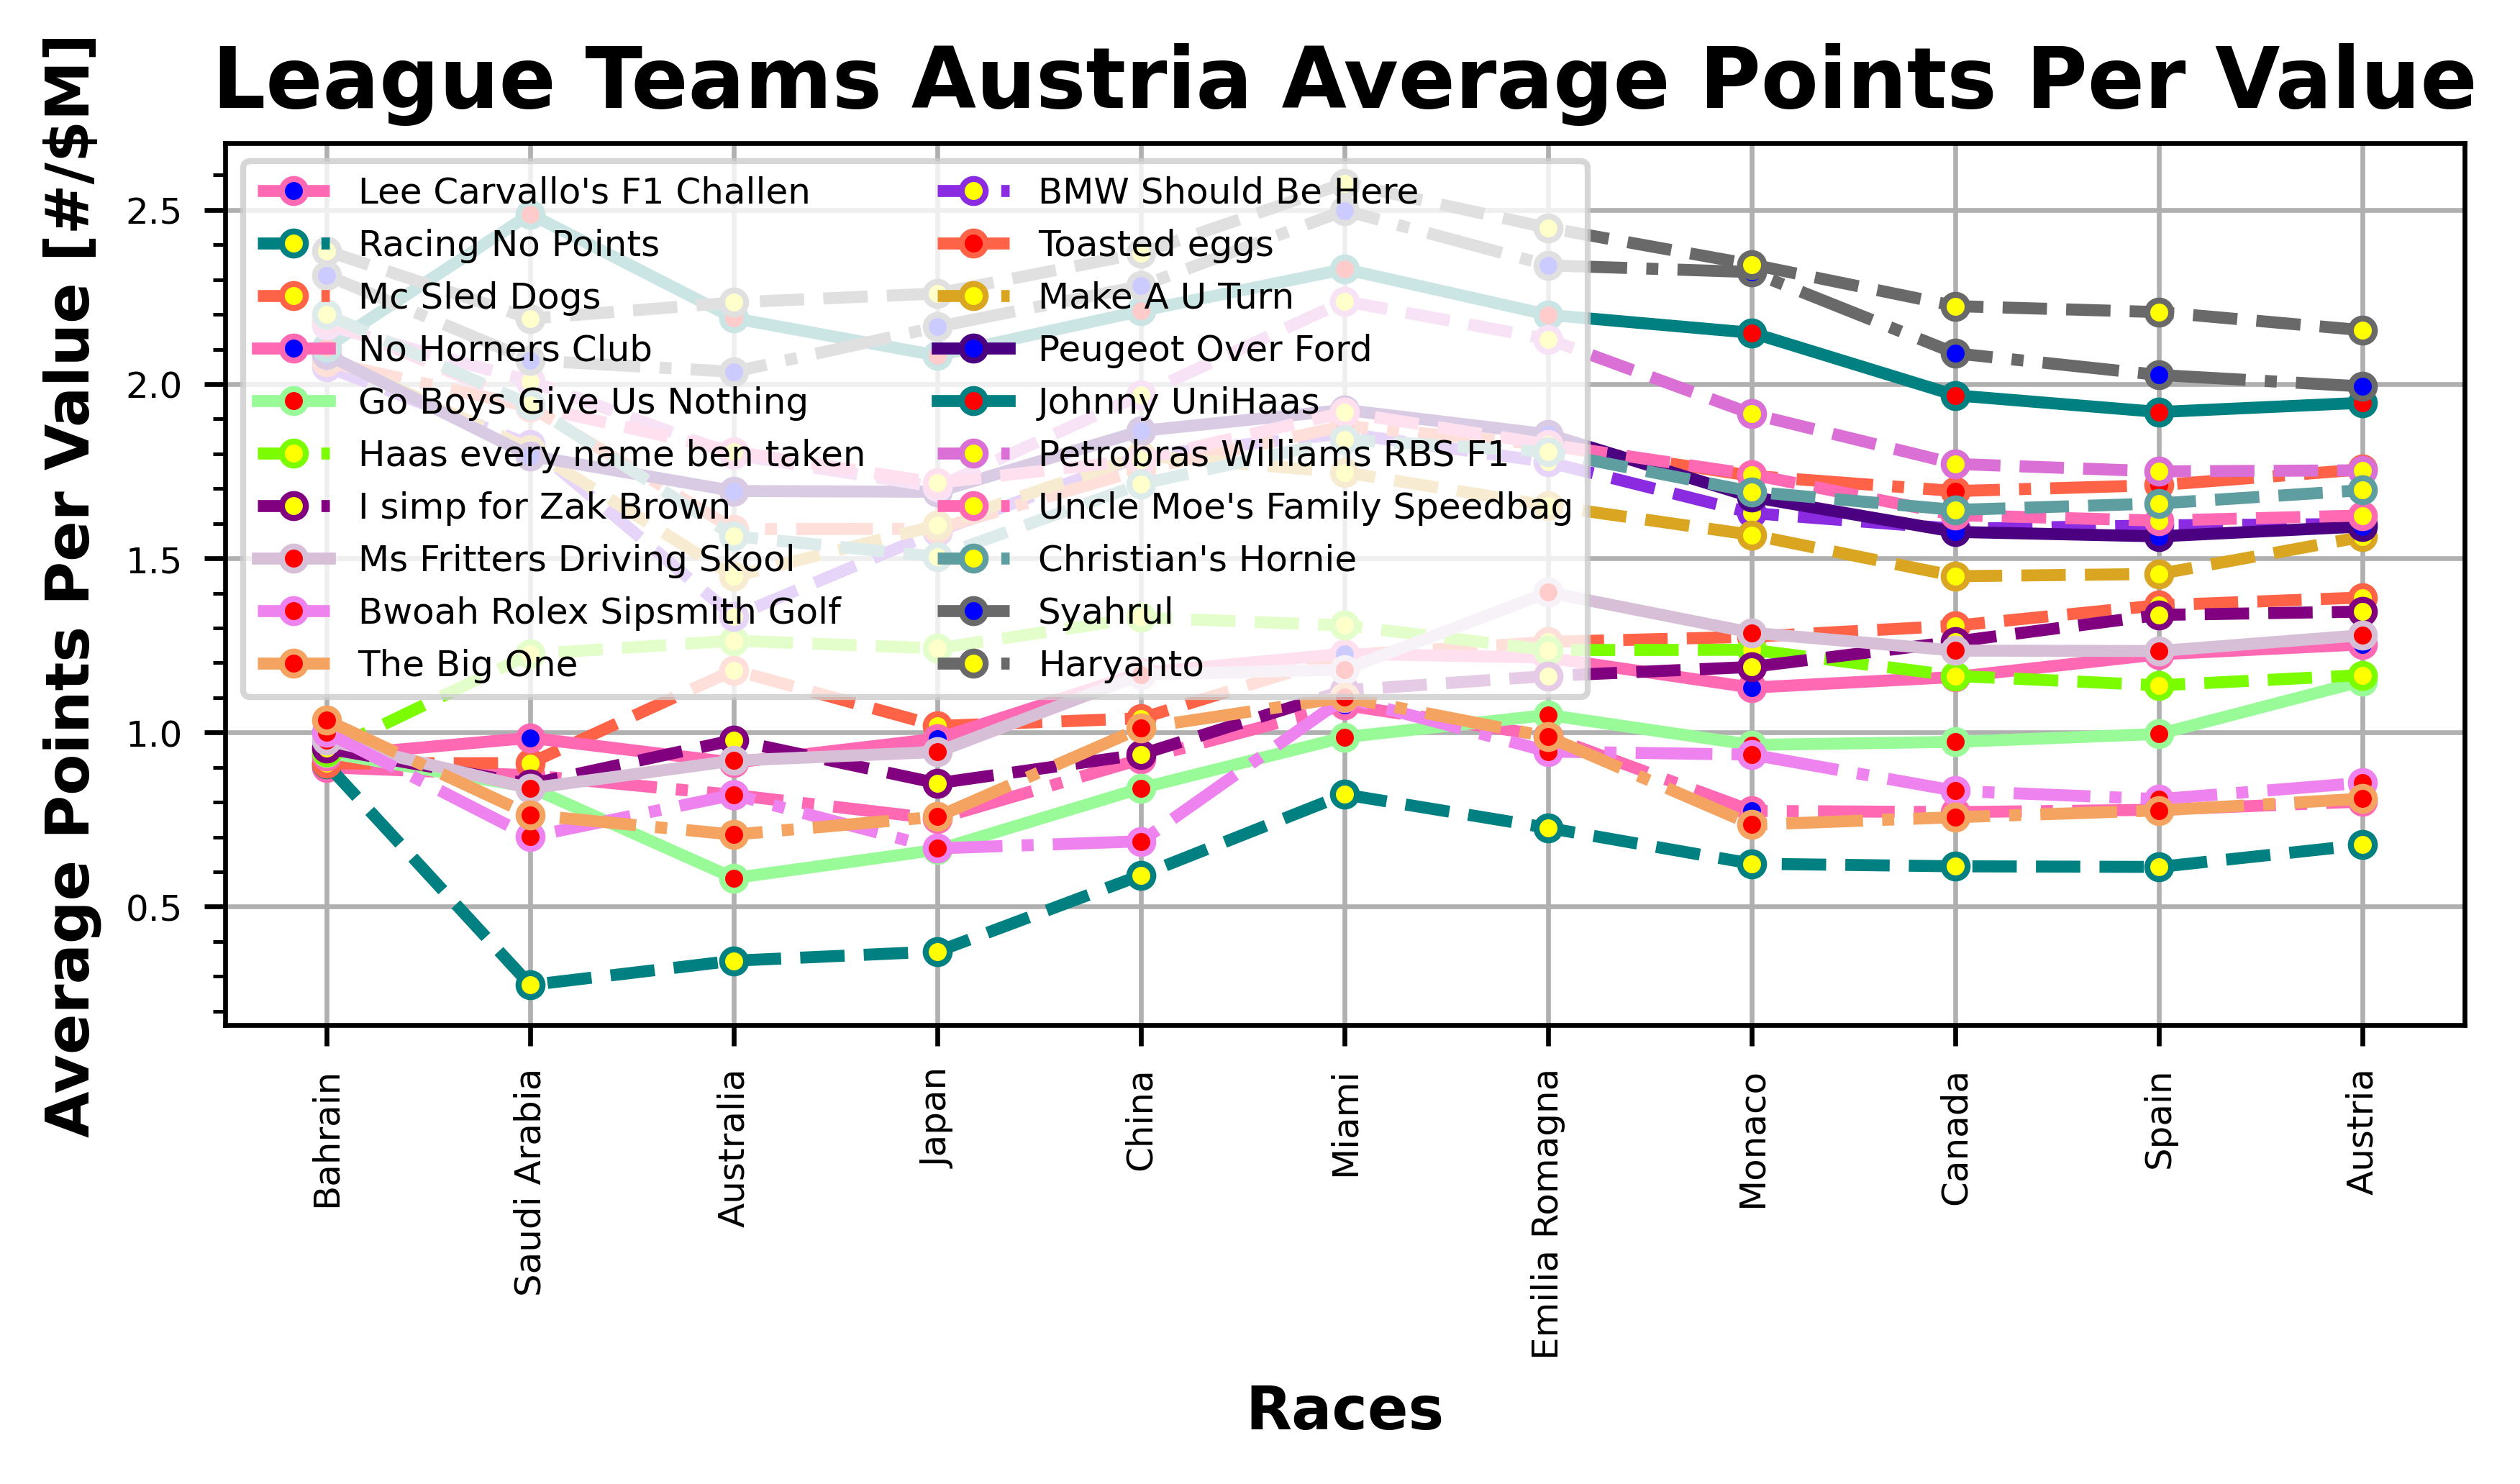 League Teams Austria Average Points Per Value
Average Points Per Value [#/$M]
2.5
2.0
1.5
1.0
0.5
Lee Carvallo's F1 Challen
Racing No Points
Mc Sled Dogs
No Horners Club
Go Boys Give Us Nothing
Haas every name ben taken
I simp for Zak Brown
Ms Fritters Driving Skool
Bwoah Rolex Sipsmith Golf
The Big One
BMW Should Be Here
Toasted eggs
Make A U Turn
Peugeot Over Ford
Johnny UniHaas
Petrobras Williams RBS F1
Uncle Moe's Family Speedbag
Christian's Hornie
Syahrul
Haryanto
Bahrain
Saudi Arabia
Australia
Japan
China
Miami
Emilia Romagna
Monaco
Canada
Spain
Austria
Races